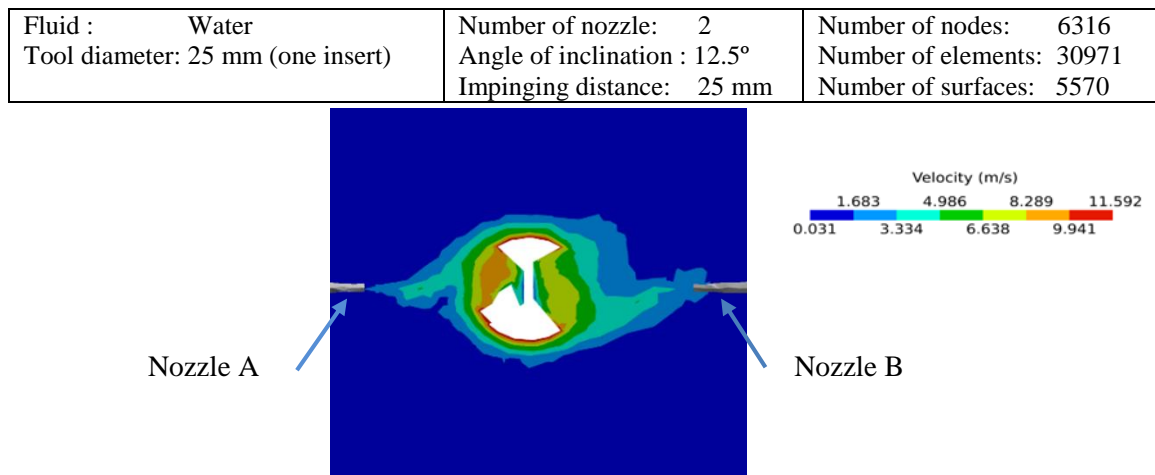 Fluid : Water
Tool diameter: 25 mm (one insert)
Number of nozzle: 2
Angle of inclination : 12.5º
Impinging distance: 25 mm
Number of nodes: 6316
Number of elements: 30971
Number of surfaces: 5570
Velocity (m/s)
1.683 4.986 8.289 11.592
0.031 3.334 6.638 9.941
Nozzle A
Nozzle B